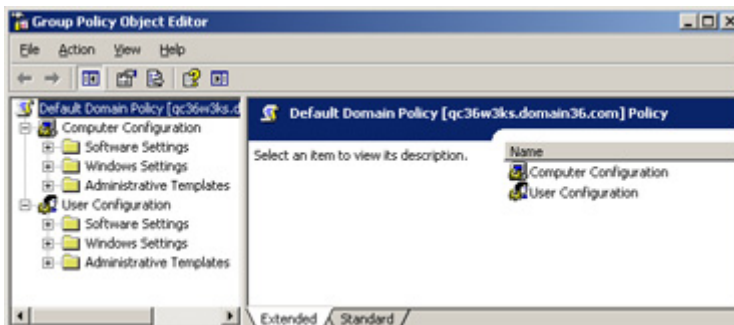 Group Policy Object Editor
File Action View Help
Default Domain Policy [qc36w3ks.d
Computer Configuration
Software Settings
Windows Settings
Administrative Templates
User Configuration
Software Settings
Windows Settings
Administrative Templates
Default Domain Policy [qc36w3ks.domain36.com] Policy
Select an item to view its description.
Name
Computer Configuration
User Configuration
Extended Standard